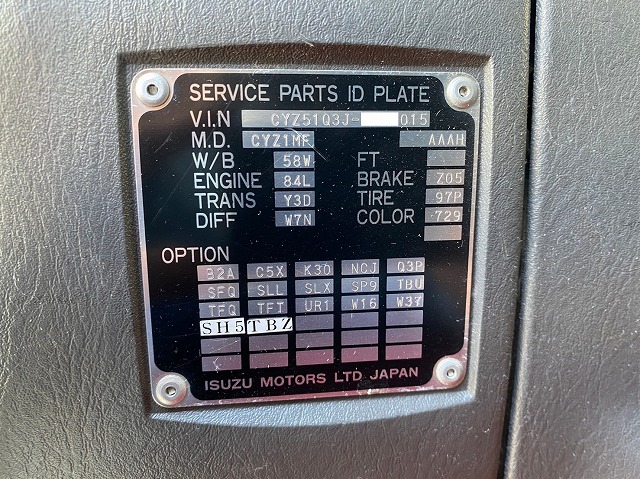 SERVICE PARTS ID PLATE
V.I.N CYZ51Q3J- 015
M.D. CYZ1MF AAAH
W/B 58W FT
ENGINE 84L BRAKE Z05
TRANS Y3D TIRE 97P
DIFF W7N COLOR 729
OPTION
B2A C5X K30 NCJ Q3P
SFQ SLL SLX SP9 TBU
TFQ TFT UR1 W16 W37
SH5 TBZ
ISUZU MOTORS LTD JAPAN